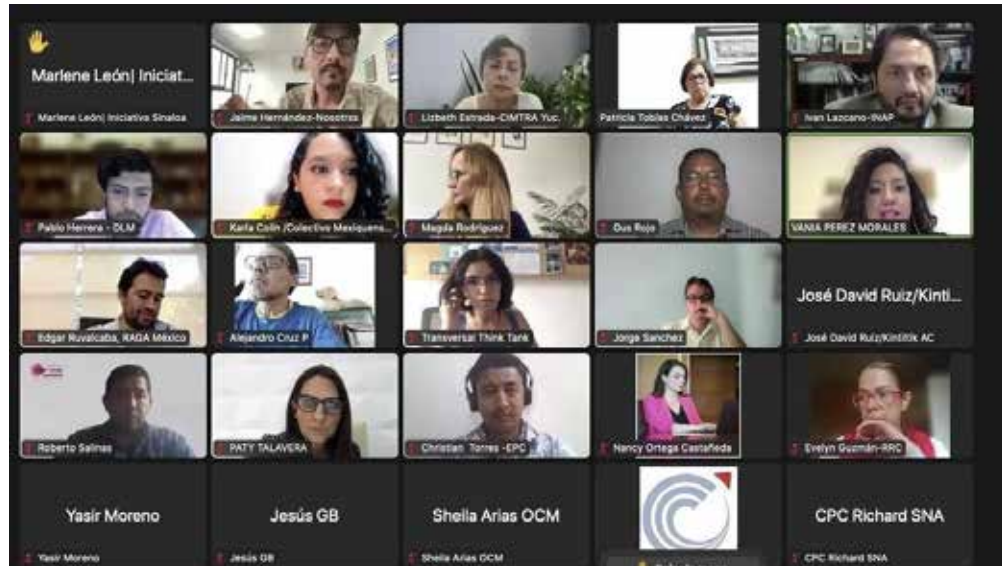 Marlene León| Iniciat...
Marlene León| Iniciativa Sinaloa
Jaime Hernández-Nosotrxs
Lizbeth Estrada-CIMTRA Yuc.
Patricia Tobías Chávez
Ivan Lazcano-INAP
Pablo Herrera - DLM
Karla Colín /Colectivo Mexiquens...
Magda Rodríguez
Gus Rojo
VANIA PEREZ MORALES
Edgar Ruvalcaba, KAGA México
Alejandro Cruz P
Transversal Think Tank
Jorge Sanchez
José David Ruiz/Kinti...
José David Ruiz/Kintiltik AC
Roberto Salinas
PATY TALAVERA
Christian Torres -EPC
Nancy Ortega Castañeda
Evelyn Guzmán-RRC
Yasir Moreno
Yasir Moreno
Jesús GB
Jesús GB
Sheila Arias OCM
Sheila Arias OCM
CPC Richard SNA
CPC Richard SNA